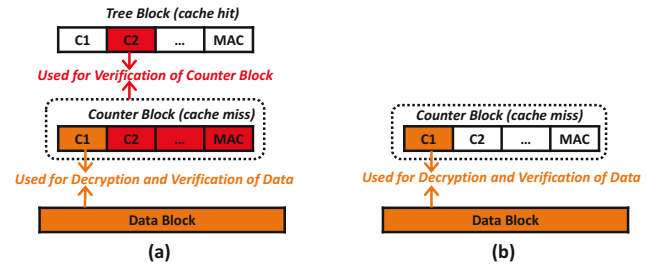 Tree Block (cache hit)
C1 C2 ... MAC
Used for Verification of Counter Block
Counter Block (cache miss)
C1 C2 ... MAC
Used for Decryption and Verification of Data
Data Block
(a)
Counter Block (cache miss)
C1 C2 ... MAC
Used for Decryption and Verification of Data
Data Block
(b)